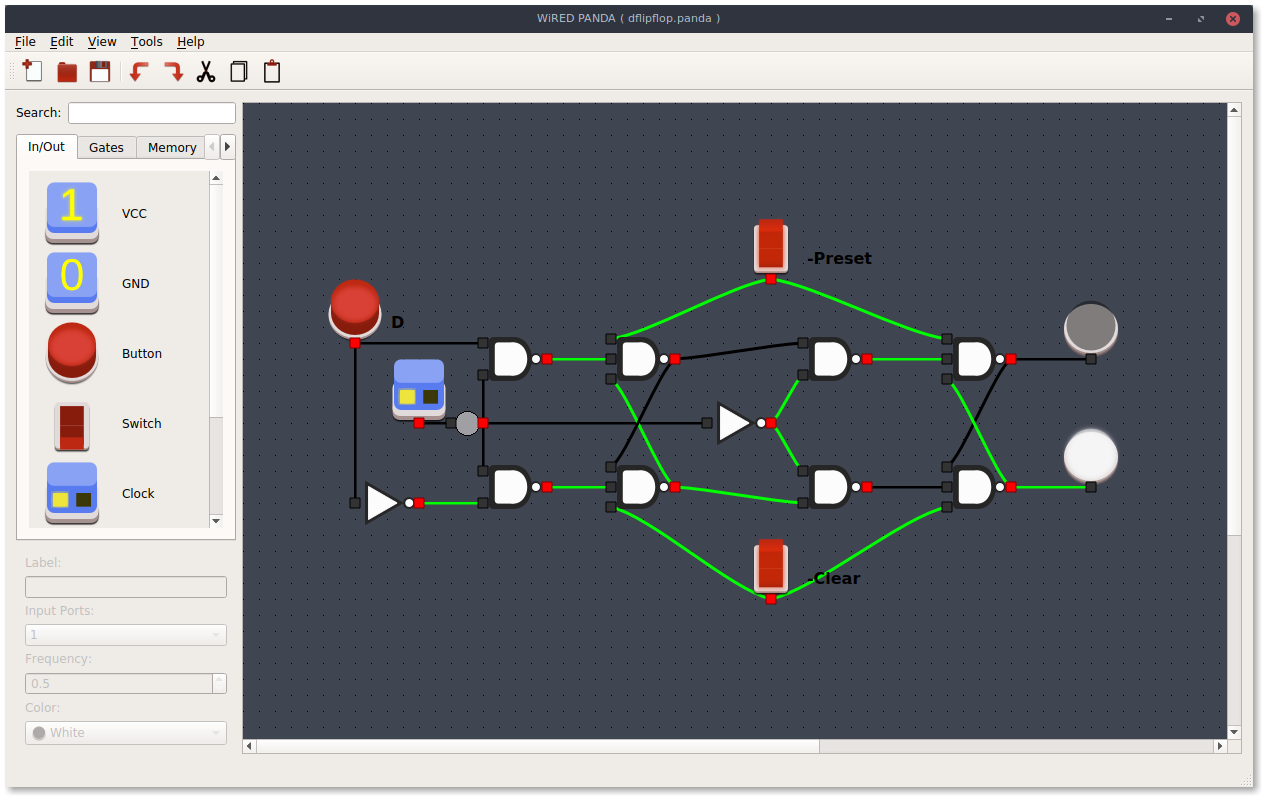 WiRED PANDA ( dflipflop.panda )
File Edit View Tools Help
Search:
In/Out Gates Memory
1 VCC
0 GND
Button
Switch
Clock
Label:
Input Ports:
1
Frequency:
0.5
Color:
White
-Preset
D
-Clear